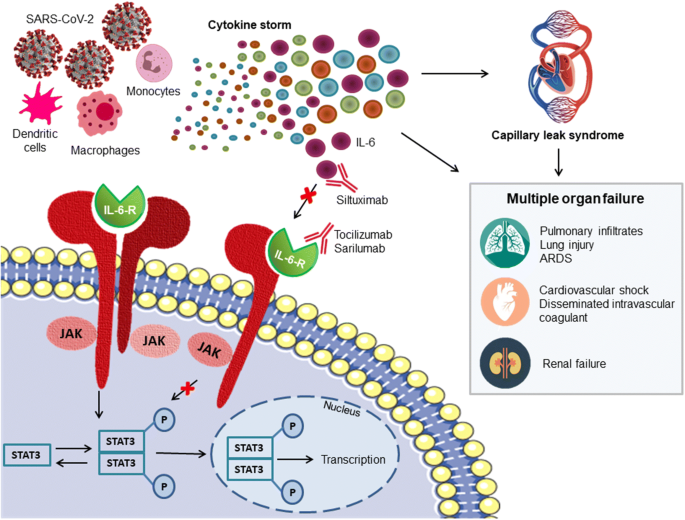 SARS-CoV-2
Cytokine storm
Monocytes
Dendritic
cells
Macrophages
IL-6
Capillary leak syndrome
Siltuximab
IL-6-R
Tocilizumab
Sarilumab
IL-6-R
Multiple organ failure
Pulmonary infiltrates
Lung injury
ARDS
Cardiovascular shock
Disseminated intravascular
coagulant
Renal failure
JAK
JAK
JAK
Nucleus
P
P
STAT3
STAT3
STAT3
STAT3
STAT3
Transcription
P
P